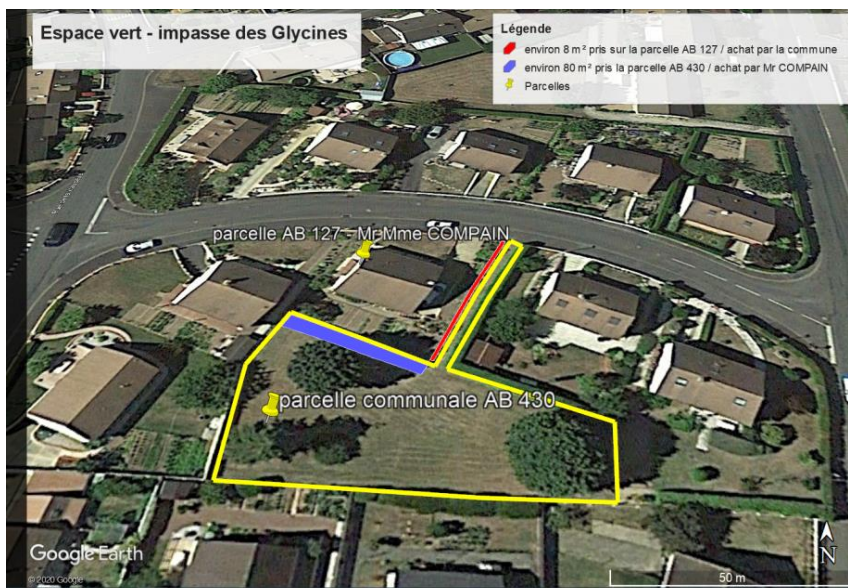 Espace vert - impasse des Glycines
Légende
environ 8 m² pris sur la parcelle AB 127 / achat par la commune
environ 80 m² pris la parcelle AB 430 / achat par Mr COMPAIN
Parcelles
parcelle AB 127 - Mr Mme COMPAIN
parcelle communale AB 430
Google Earth
© 2020 Google
N
50 m